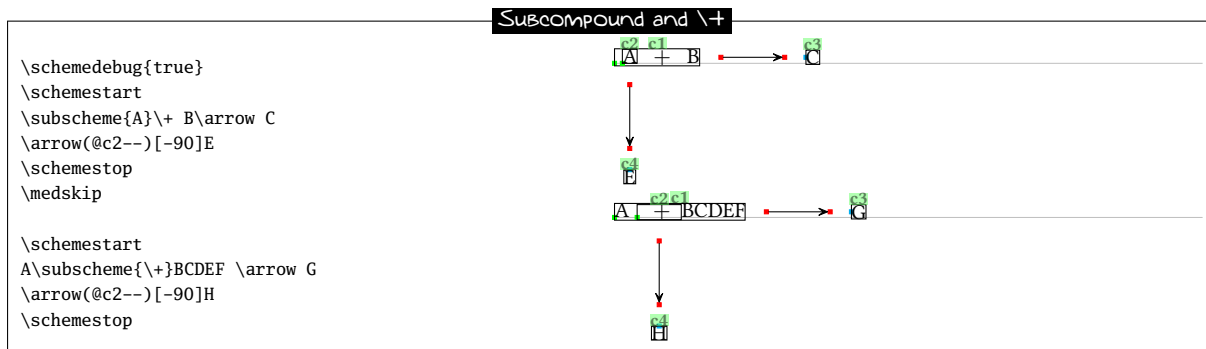 Subcompound and \+
\schemedebug{true}
\schemestart
\subscheme{A}\+ B\arrow C
\arrow(@c2--)[-90]E
\schemestop
\medskip
\schemestart
A\subscheme{\+}BCDEF \arrow G
\arrow(@c2--)[-90]H
\schemestop
c2 c1 c3
A + B C
c4
E
c2 c1 c3
A + BCDEF G
c4
H